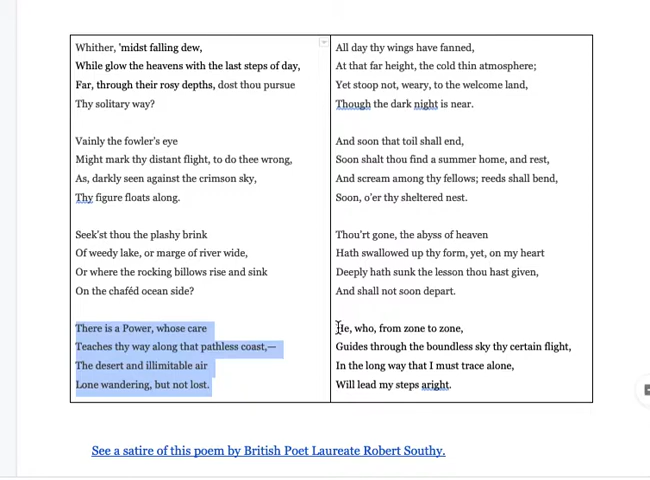 Whither, 'midst falling dew,
While glow the heavens with the last steps of day,
Far, through their rosy depths, dost thou pursue
Thy solitary way?
Vainly the fowler's eye
Might mark thy distant flight, to do thee wrong,
As, darkly seen against the crimson sky,
Thy figure floats along.
Seek'st thou the plashy brink
Of weedy lake, or marge of river wide,
Or where the rocking billows rise and sink
On the chaféd ocean side?
There is a Power, whose care
Teaches thy way along that pathless coast,—
The desert and illimitable air
Lone wandering, but not lost.
All day thy wings have fanned,
At that far height, the cold thin atmosphere;
Yet stoop not, weary, to the welcome land,
Though the dark night is near.
And soon that toil shall end,
Soon shalt thou find a summer home, and rest,
And scream among thy fellows; reeds shall bend,
Soon, o'er thy sheltered nest.
Thou'rt gone, the abyss of heaven
Hath swallowed up thy form, yet, on my heart
Deeply hath sunk the lesson thou hast given,
And shall not soon depart.
He, who, from zone to zone,
Guides through the boundless sky thy certain flight,
In the long way that I must trace alone,
Will lead my steps aright.
See a satire of this poem by British Poet Laureate Robert Southy.